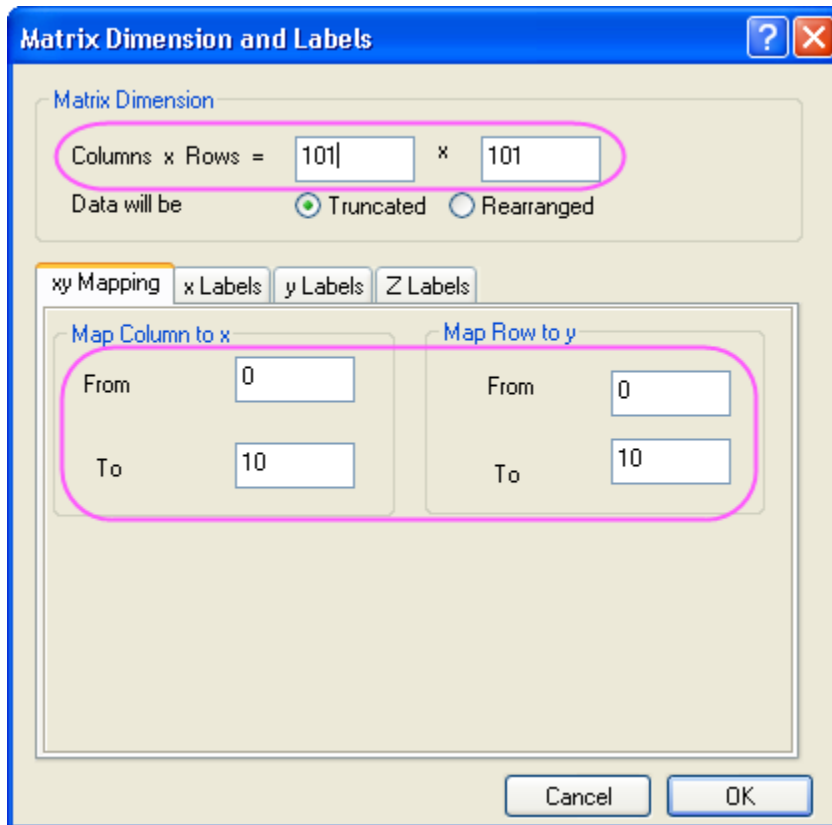 Matrix Dimension and Labels
Matrix Dimension
Columns x Rows = 101 x 101
Data will be Truncated Rearranged
xy Mapping x Labels y Labels Z Labels
Map Column to x Map Row to y
From 0 From 0
To 10 To 10
Cancel OK